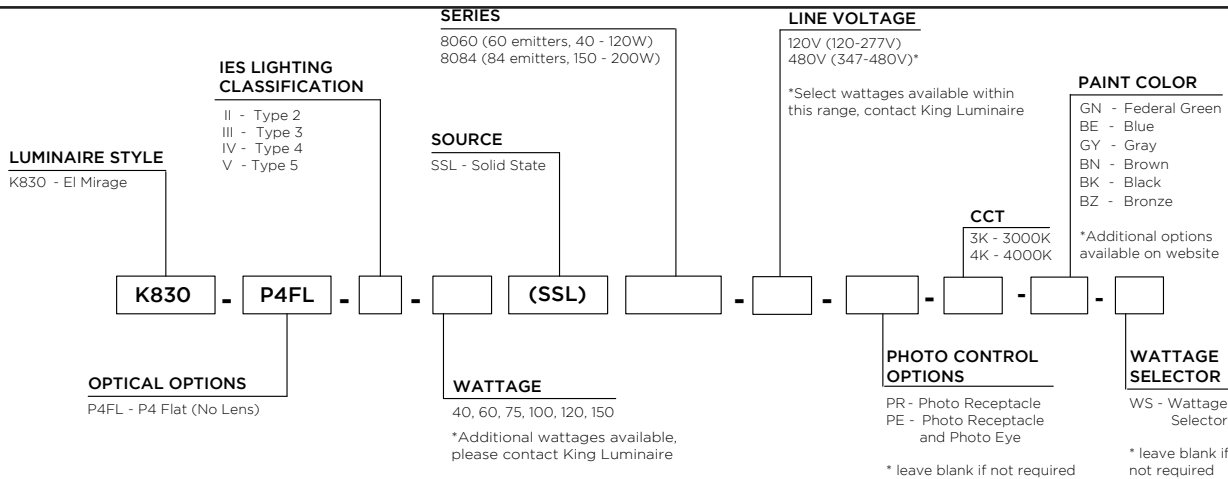 SERIES
8060 (60 emitters, 40 - 120W)
8084 (84 emitters, 150 - 200W)
LINE VOLTAGE
120V (120-277V)
480V (347-480V)*
*Select wattages available within
this range, contact King Luminaire
IES LIGHTING
CLASSIFICATION
II - Type 2
III - Type 3
IV - Type 4
V - Type 5
PAINT COLOR
GN - Federal Green
BE - Blue
GY - Gray
BN - Brown
BK - Black
BZ - Bronze
*Additional options
available on website
LUMINAIRE STYLE
K830 - El Mirage
SOURCE
SSL - Solid State
CCT
3K - 3000K
4K - 4000K
K830 - P4FL - - (SSL) - - - - -
OPTICAL OPTIONS
P4FL - P4 Flat (No Lens)
WATTAGE
40, 60, 75, 100, 120, 150
*Additional wattages available,
please contact King Luminaire
PHOTO CONTROL
OPTIONS
PR - Photo Receptacle
PE - Photo Receptacle
and Photo Eye
* leave blank if not required
WATTAGE
SELECTOR
WS - Wattage
Selector
* leave blank if
not required